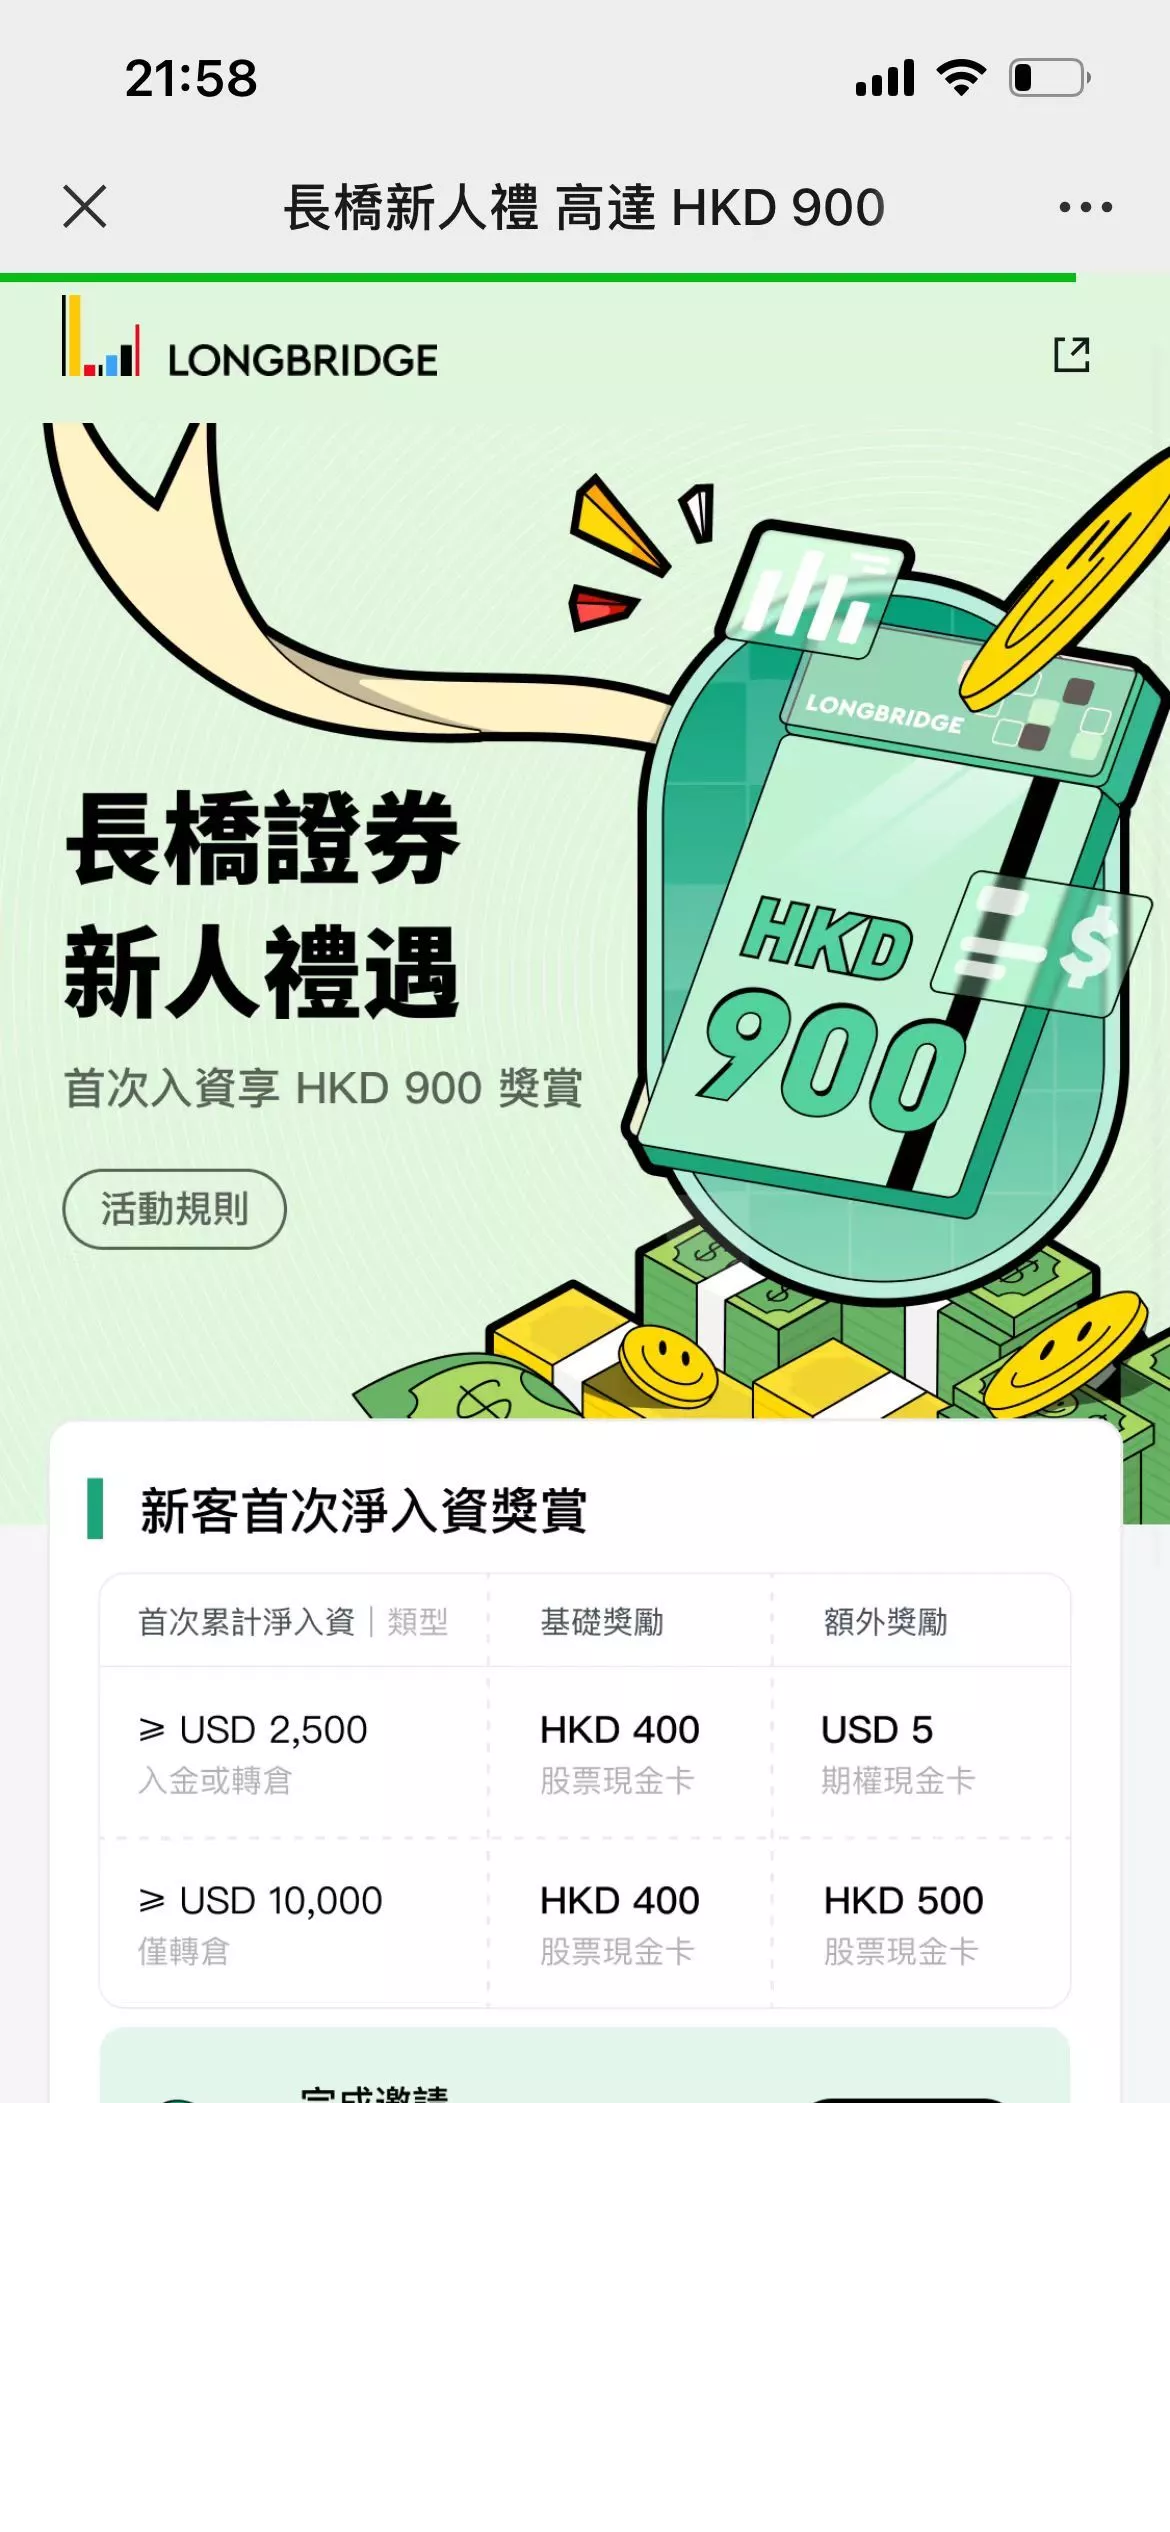 21:58
長橋新人禮 高達 HKD 900
LONGBRIDGE
LONGBRIDGE
HKD
900
$
長橋證券
新人禮遇
首次入資享 HKD 900 獎賞
活動規則
新客首次淨入資獎賞
首次累計淨入資｜類型 基礎獎勵 額外獎勵
⩾ USD 2,500 HKD 400 USD 5
入金或轉倉 股票現金卡 期權現金卡
⩾ USD 10,000 HKD 400 HKD 500
僅轉倉 股票現金卡 股票現金卡
完成邀請